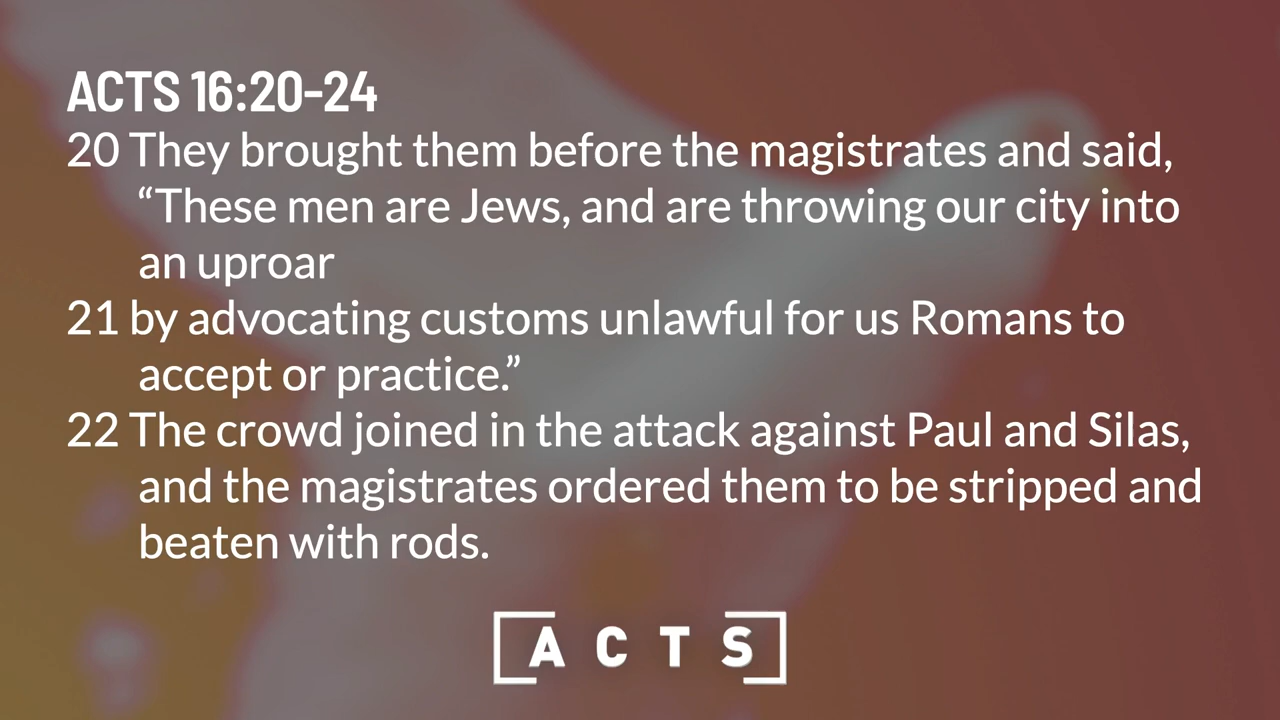 ACTS 16:20-24
20 They brought them before the magistrates and said,
“These men are Jews, and are throwing our city into
an uproar
21 by advocating customs unlawful for us Romans to
accept or practice.”
22 The crowd joined in the attack against Paul and Silas,
and the magistrates ordered them to be stripped and
beaten with rods.
ACTS